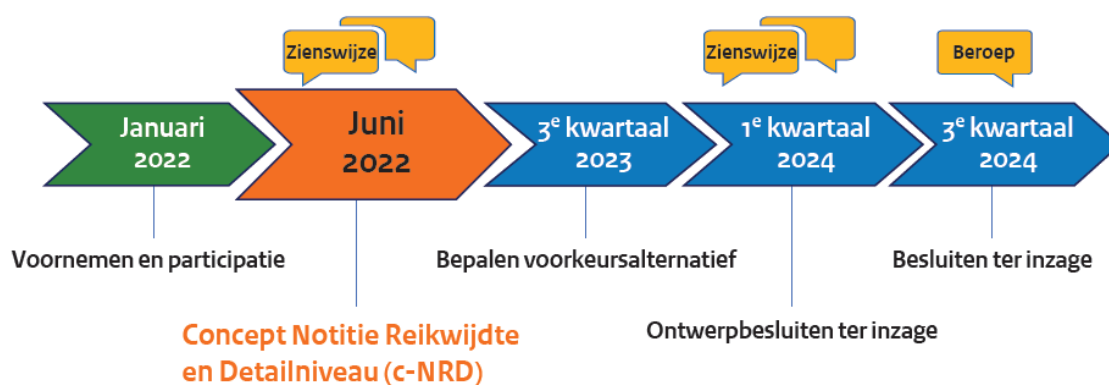 Zienswijze
Zienswijze
Beroep
Januari
2022
Juni
2022
3e kwartaal
2023
1e kwartaal
2024
3e kwartaal
2024
Voornemen en participatie
Bepalen voorkeursalternatief
Besluiten ter inzage
Concept Notitie Reikwijdte
en Detailniveau (c-NRD)
Ontwerpbesluiten ter inzage